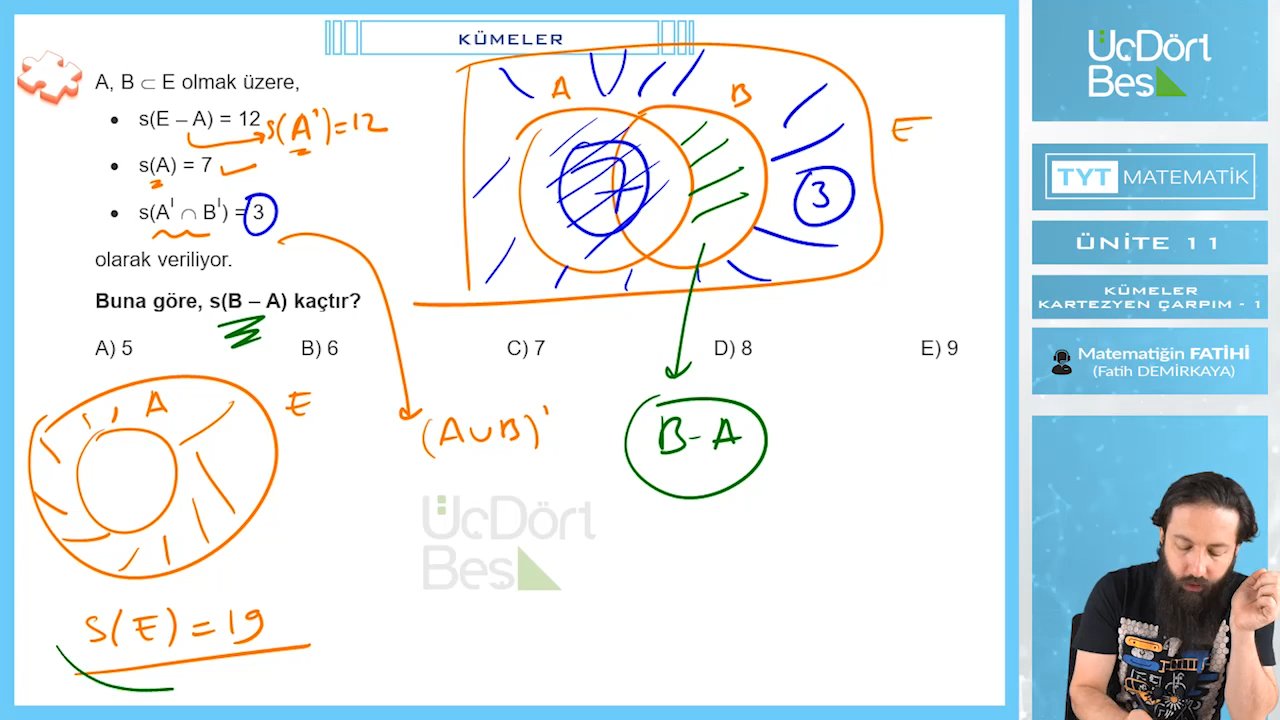 KÜMELER
A, B ⊂ E olmak üzere,
• s(E – A) = 12 s(A') = 12
• s(A) = 7
• s(A' ∩ B') = 3
olarak veriliyor.
Buna göre, s(B – A) kaçtır?
A) 5 B) 6 C) 7 D) 8 E) 9
A B E
7 3
A E
(A∪B)'
B - A
s(E) = 19
ÜçDört
Beş
ÜçDört
Beş
TYT MATEMATİK
ÜNİTE 11
KÜMELER
KARTEZYEN ÇARPIM - 1
Matematiğin FATİHİ
(Fatih DEMİRKAYA)